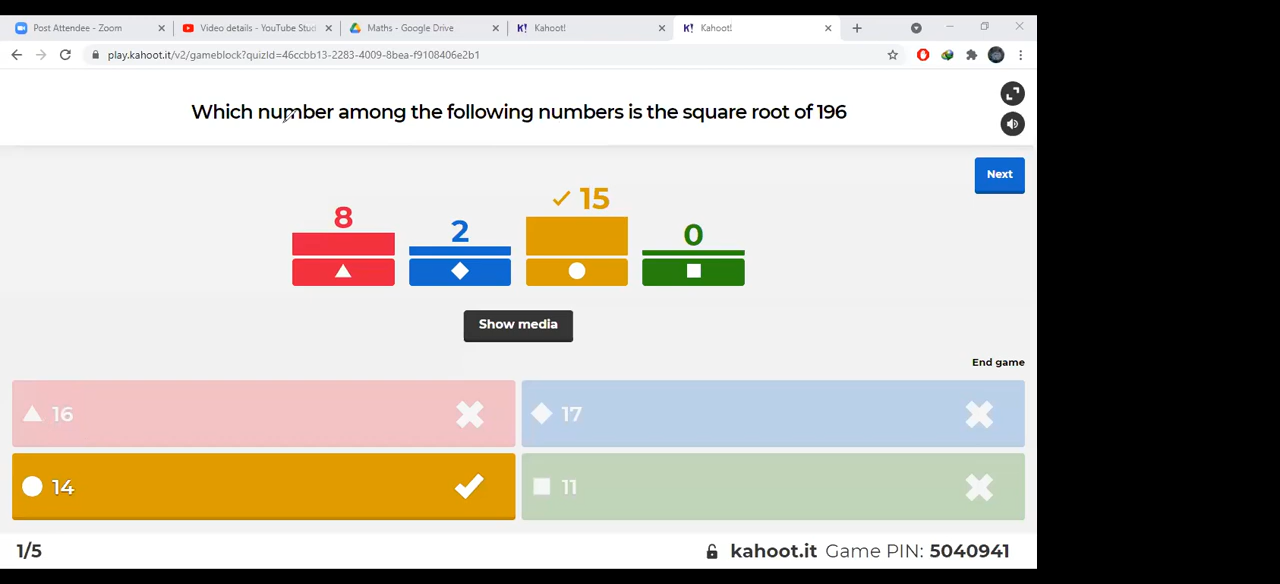 Post Attendee - Zoom
Video details - YouTube Stud
Maths - Google Drive
K! Kahoot!
K! Kahoot!
play.kahoot.it/v2/gameblock?quizId=46ccbb13-2283-4009-8bea-f9108406e2b1
Which number among the following numbers is the square root of 196
Next
8
2
15
0
Show media
End game
16
17
14
11
1/5
kahoot.it Game PIN: 5040941